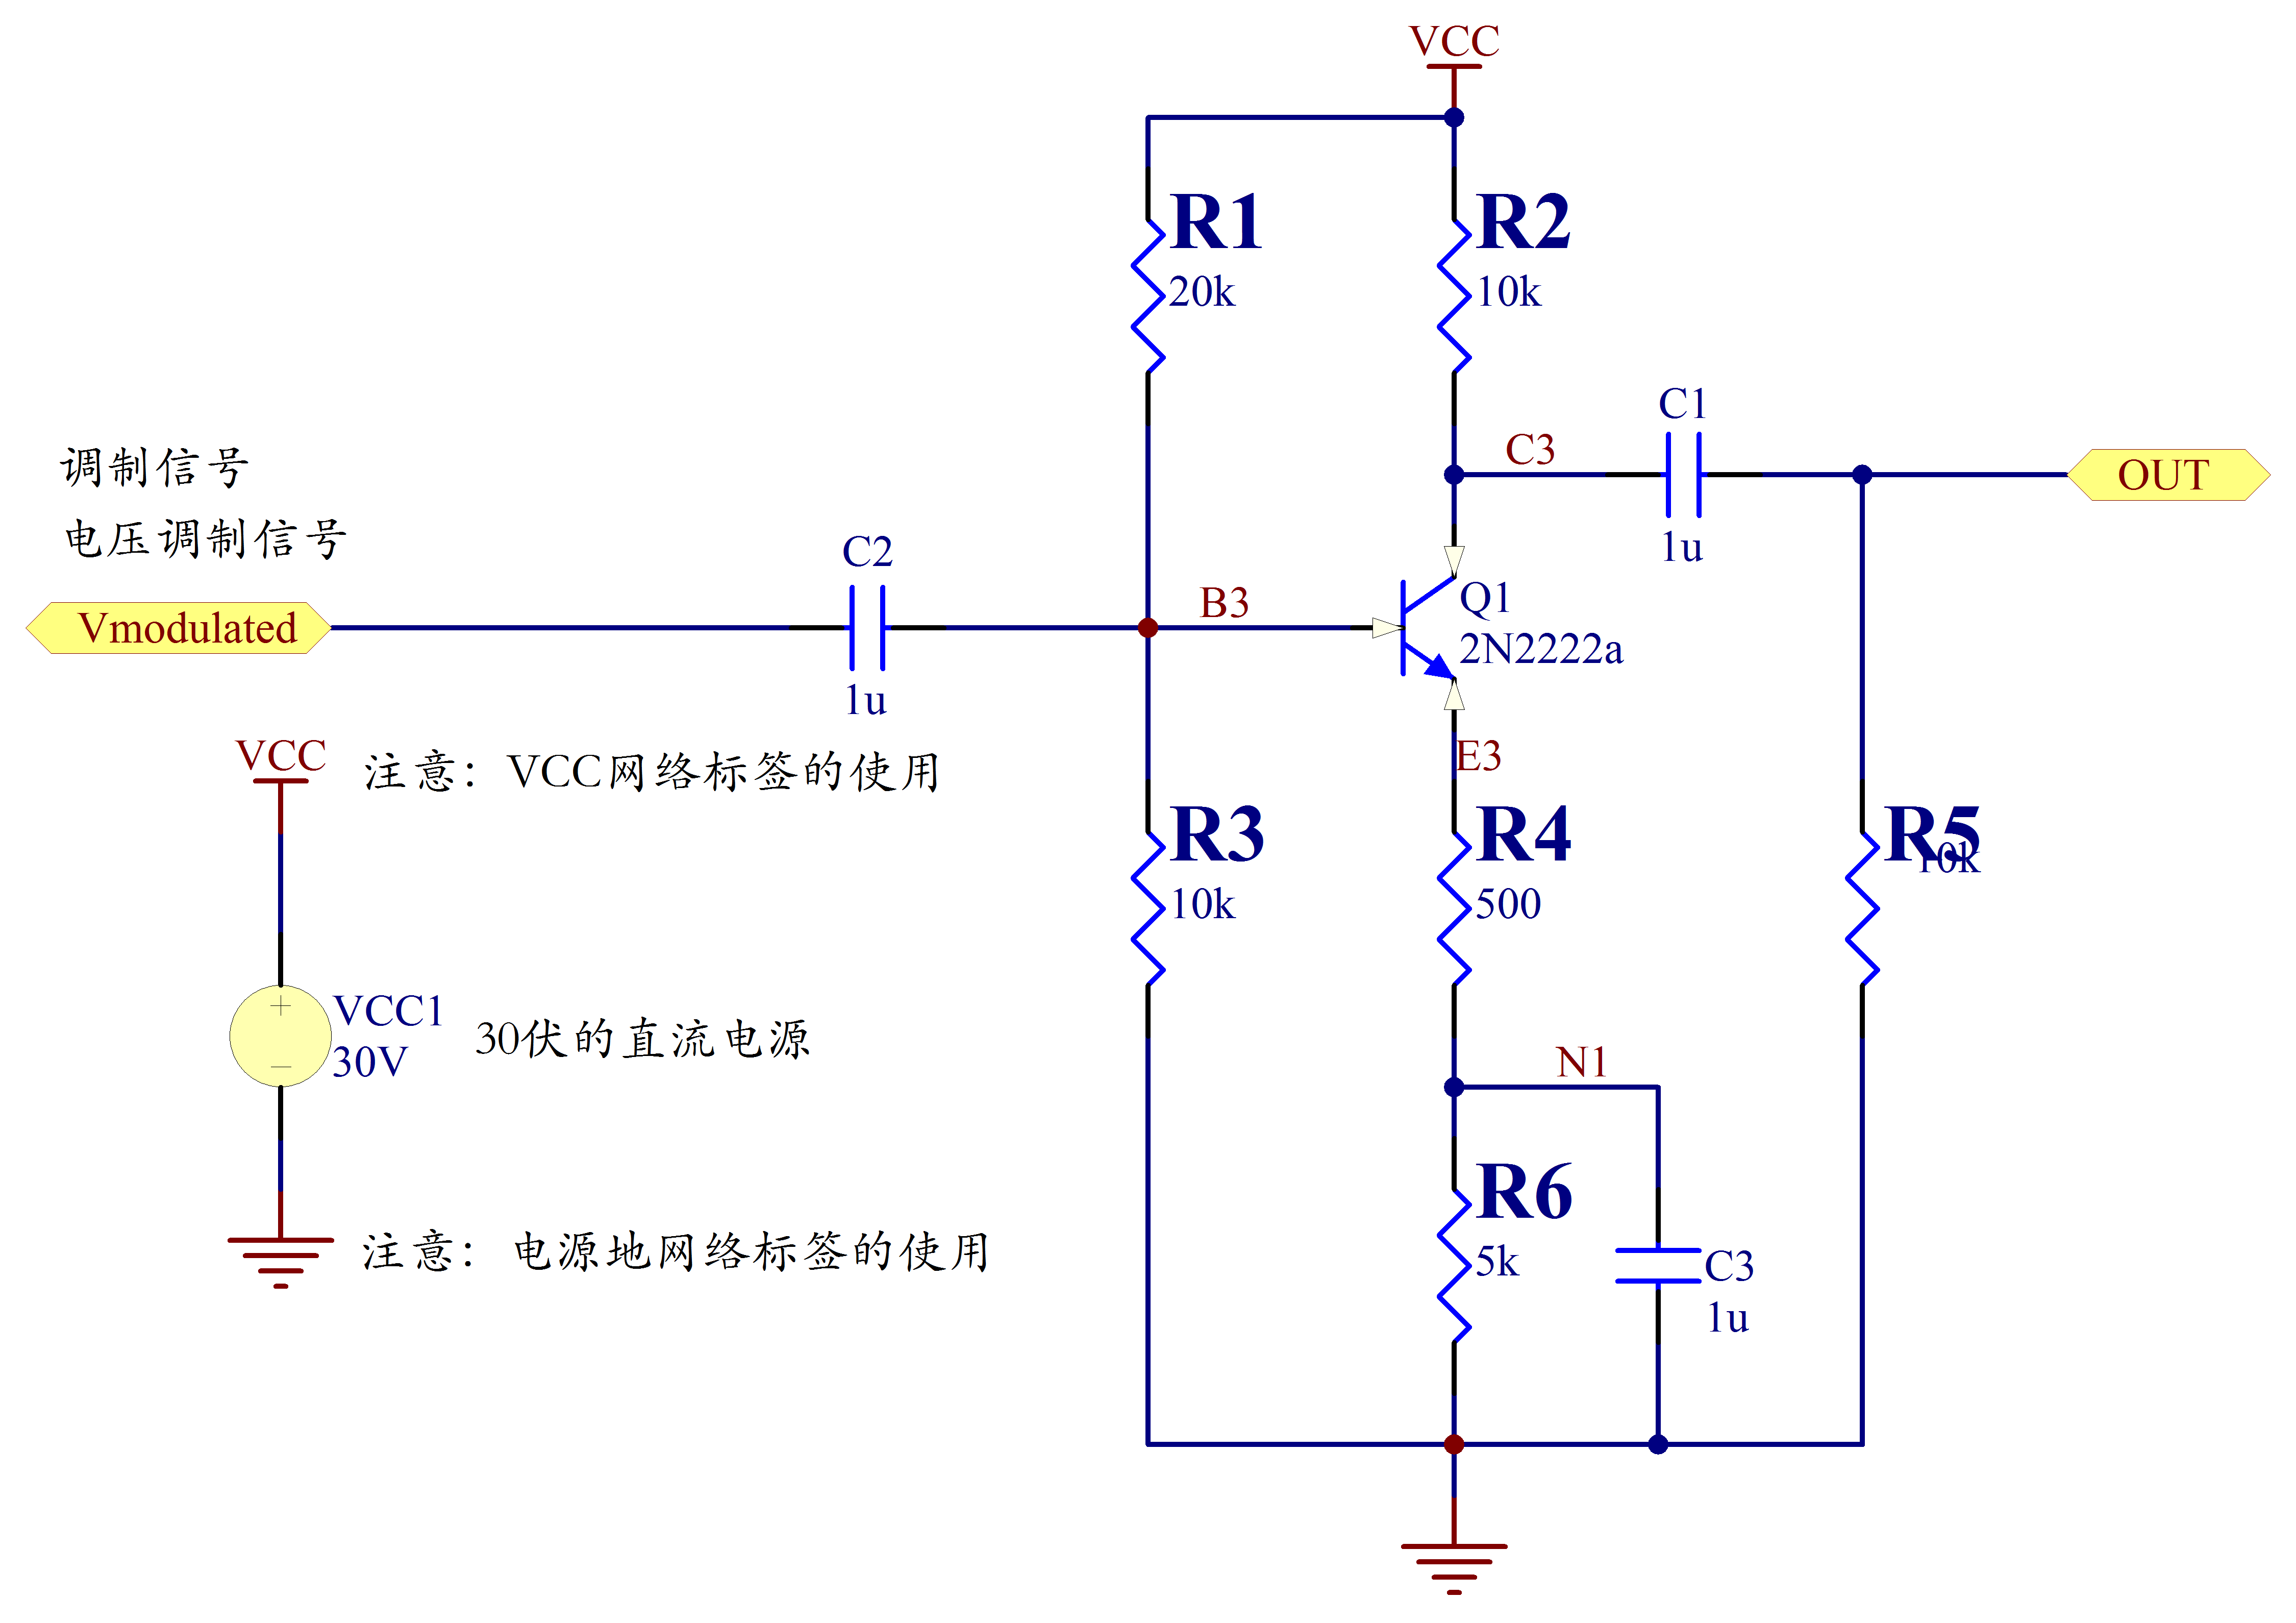 VCC
R1
20k
R2
10k
C1
1u
C3
OUT
调制信号
电压调制信号
Vmodulated
C2
1u
B3
Q1
2N2222a
E3
VCC
注意：VCC网络标签的使用
R3
10k
R4
500
R5
10k
VCC1
30V
30伏的直流电源
N1
R6
5k
C3
1u
注意：电源地网络标签的使用